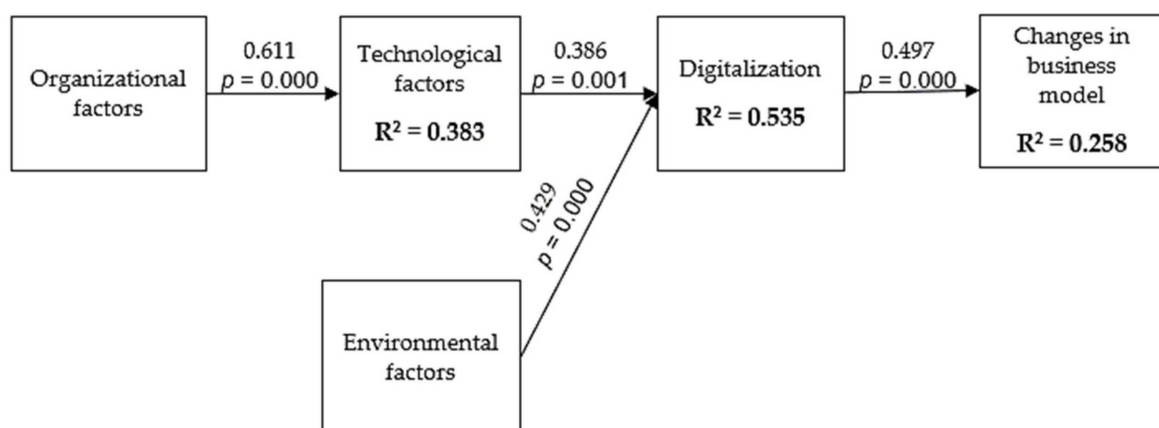 Organizational
factors
0.611
p = 0.000
Technological
factors
R² = 0.383
0.386
p = 0.001
Digitalization
R² = 0.535
0.497
p = 0.000
Changes in
business
model
R² = 0.258
0.429
p = 0.000
Environmental
factors